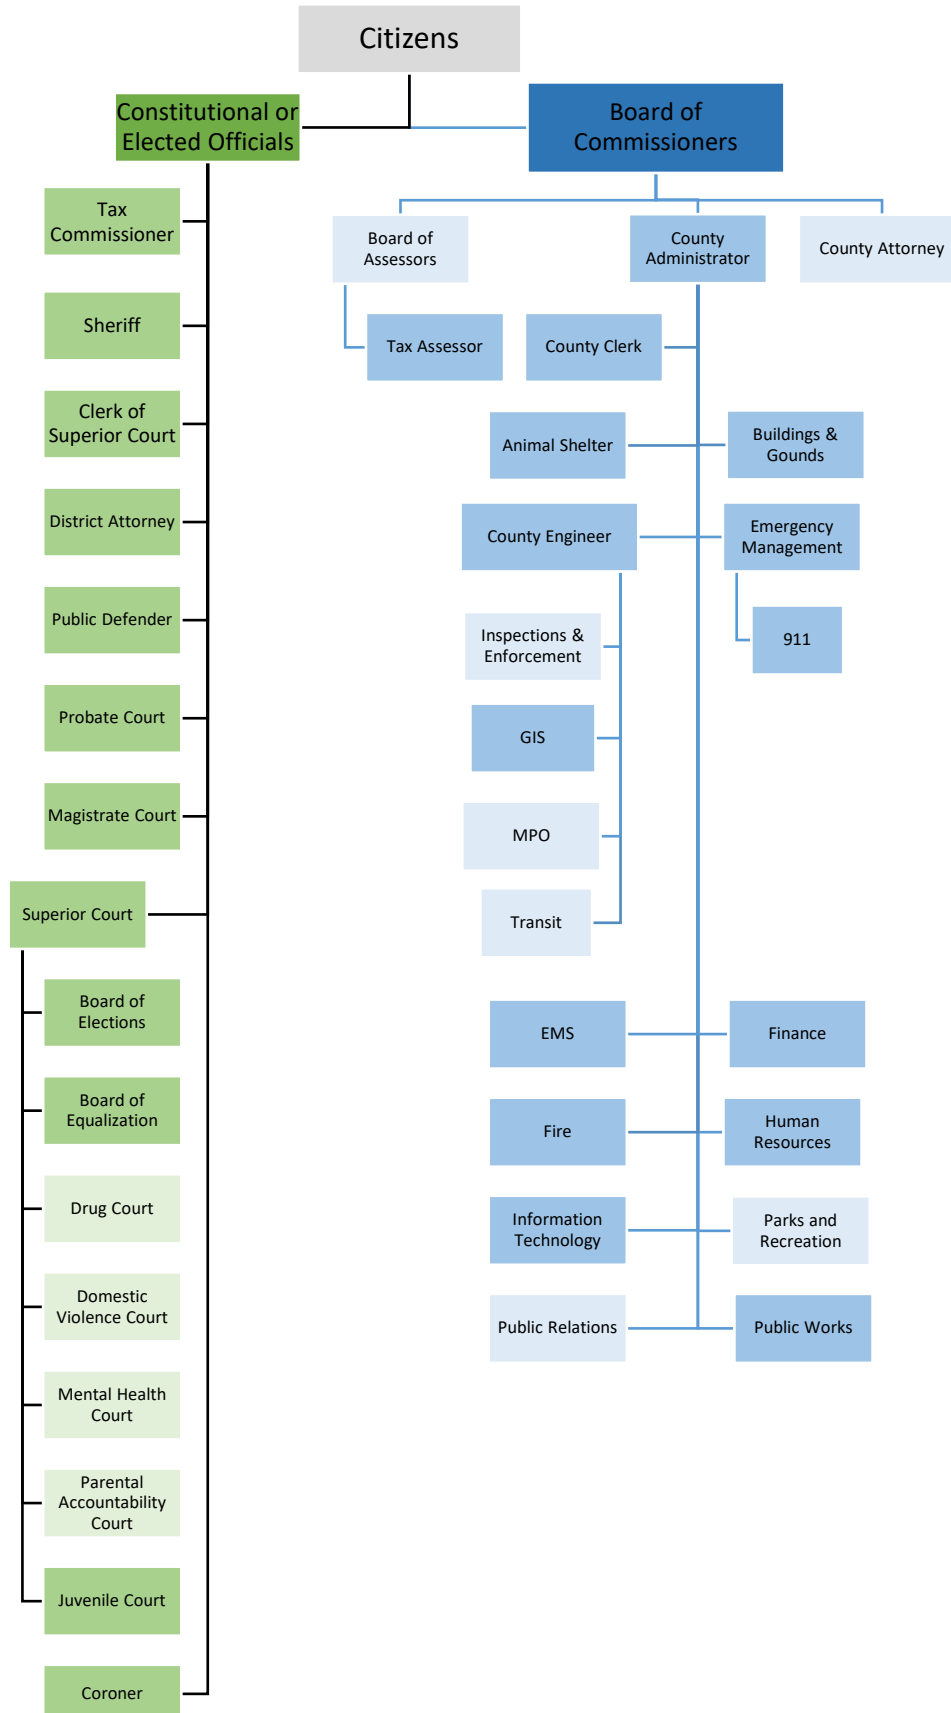 Citizens
Constitutional or
Elected Officials
Board of
Commissioners
Tax
Commissioner
Sheriff
Clerk of
Superior Court
District Attorney
Public Defender
Probate Court
Magistrate Court
Superior Court
Board of
Elections
Board of
Equalization
Drug Court
Domestic
Violence Court
Mental Health
Court
Parental
Accountability
Court
Juvenile Court
Coroner
Board of
Assessors
County
Administrator
County Attorney
Tax Assessor
County Clerk
Animal Shelter
Buildings &
Gounds
County Engineer
Emergency
Management
Inspections &
Enforcement
911
GIS
MPO
Transit
EMS
Finance
Fire
Human
Resources
Information
Technology
Parks and
Recreation
Public Relations
Public Works